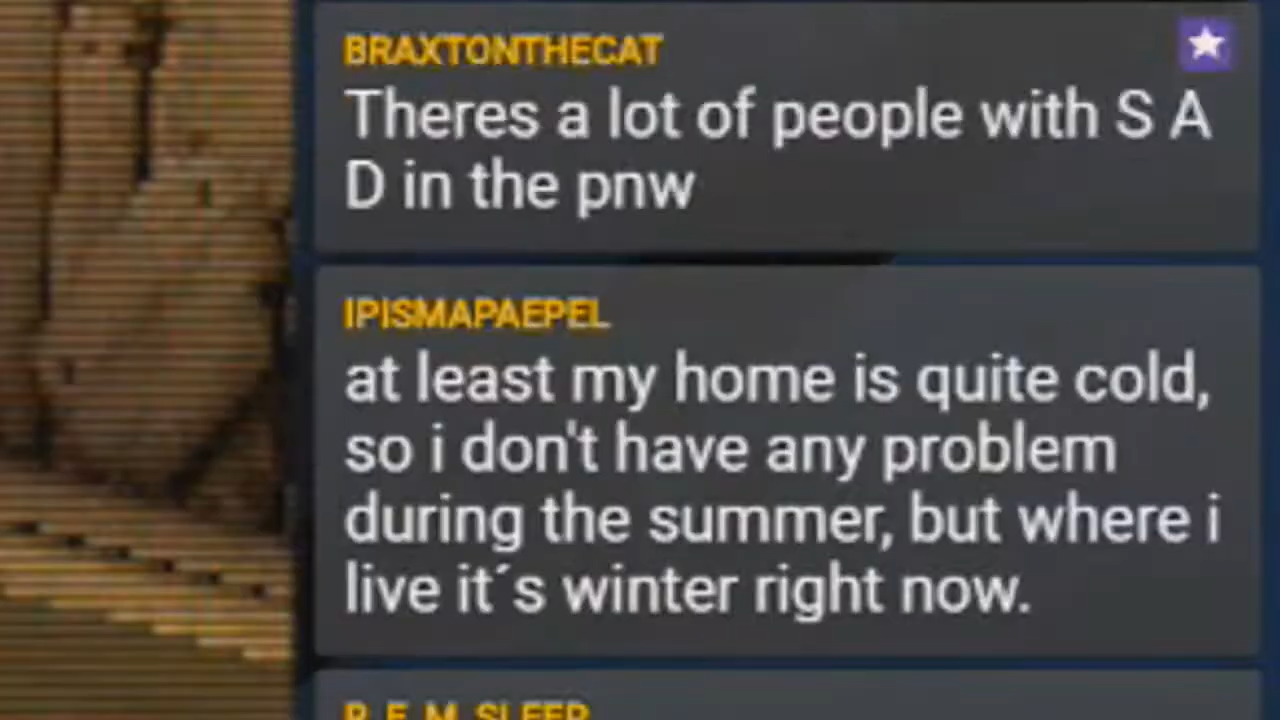 BRAXTONTHECAT
Theres a lot of people with S A
D in the pnw
IPISMAPAEPEL
at least my home is quite cold,
so i don't have any problem
during the summer, but where i
live it´s winter right now.
R_E_M_SLEEP